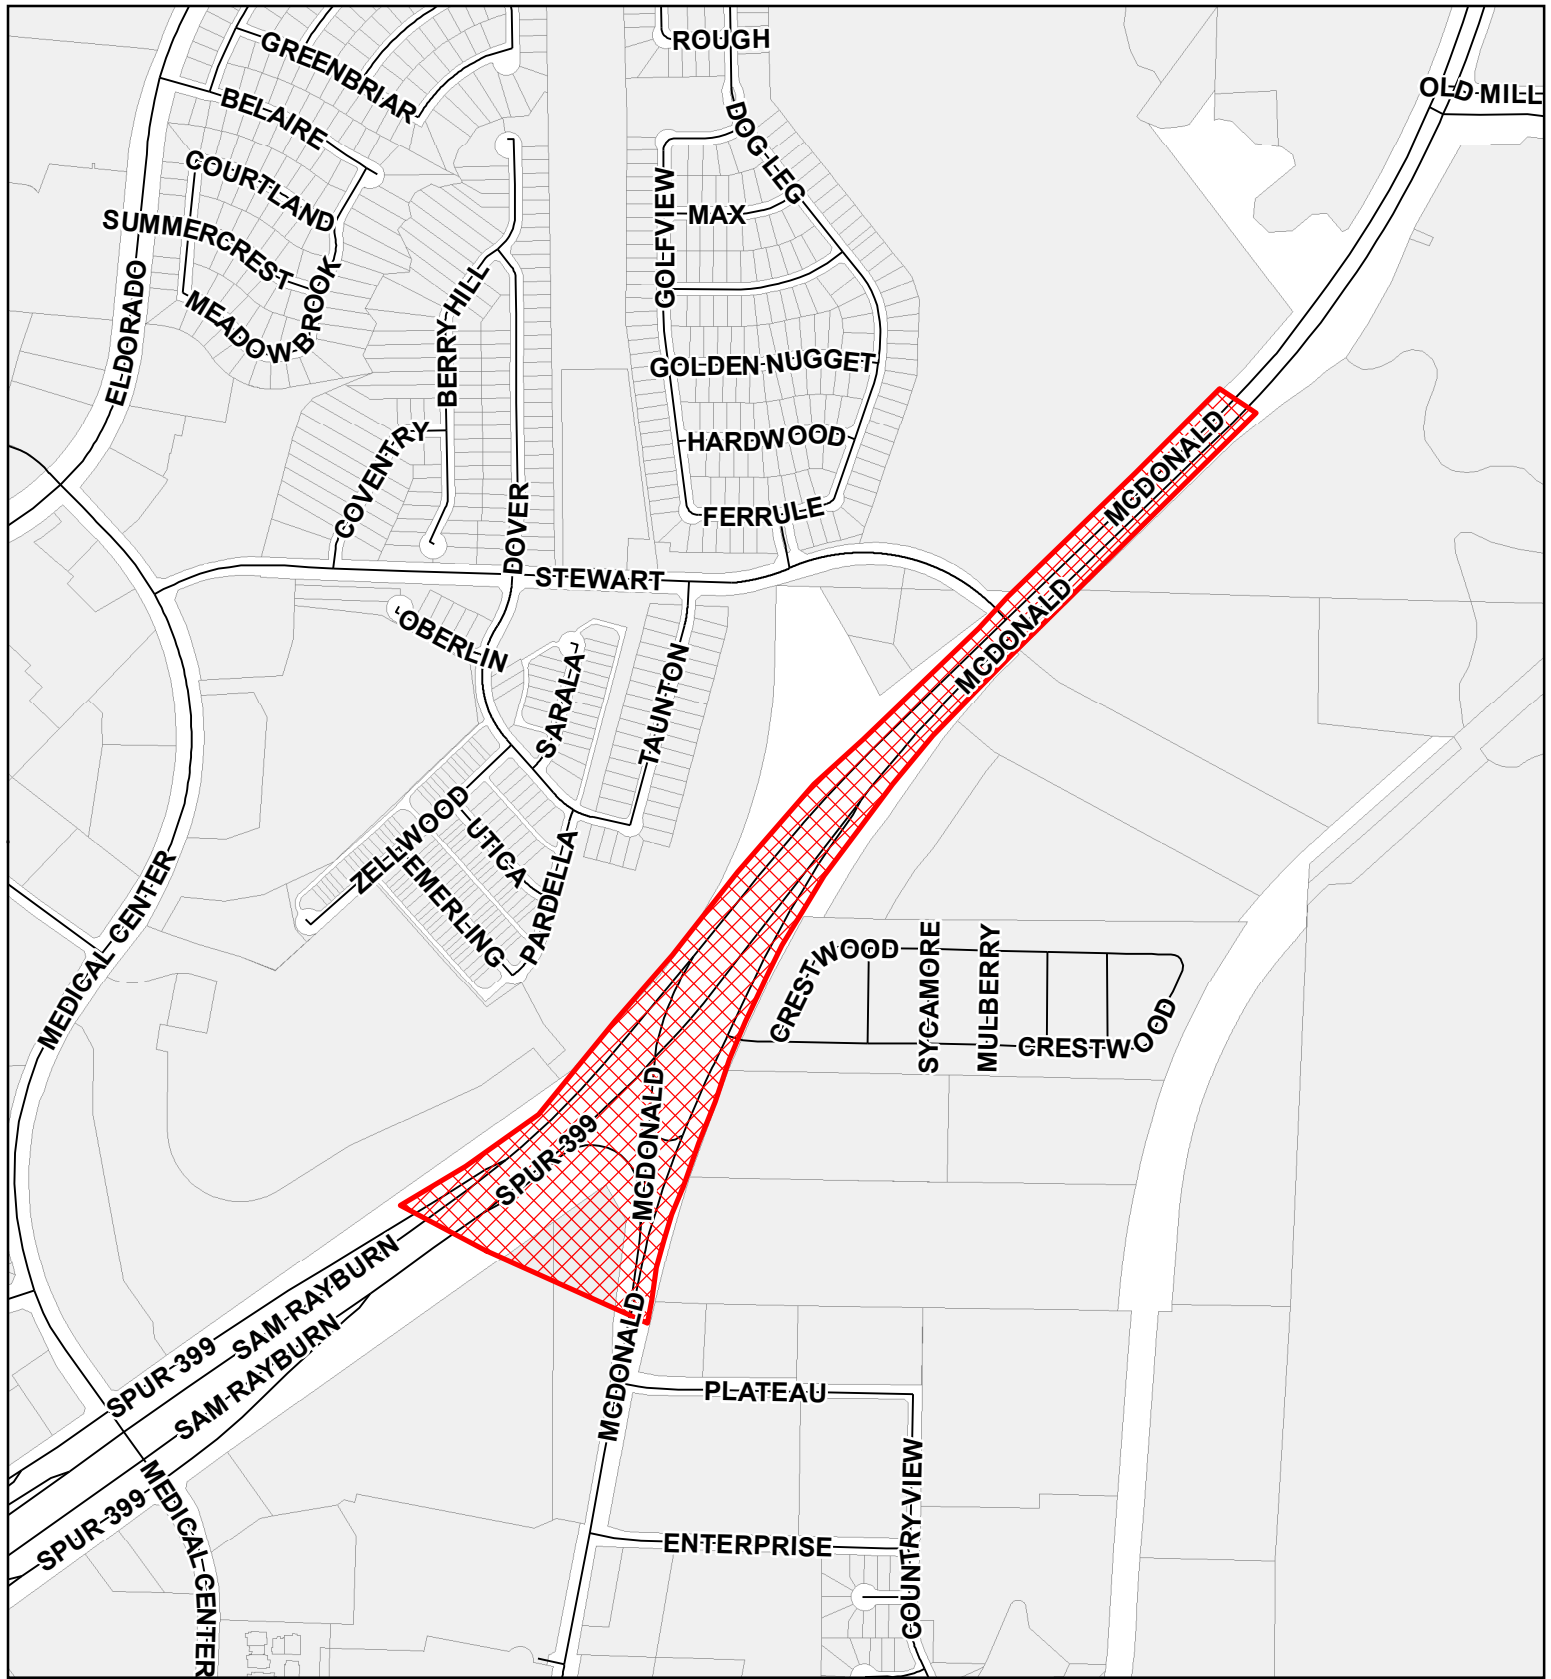 ROUGH
GREENBRIAR
OLD MILL
BELAIRE
DOG LEG
COURTLAND
GOLFVIEW
MAX
SUMMERCREST
ELDORADO
BROOK
MEADOW
BERRY HILL
GOLDEN NUGGET
HARDWOOD
COVENTRY
MCDONALD
DOVER
FERRULE
STEWART
OBERLIN
MCDONALD
SARALA
TAUNTON
ZELLWOOD
UTICA
EMERLING
PARDELLA
MEDICAL CENTER
CRESTWOOD
SYCAMORE
MULBERRY
CRESTWOOD
MCDONALD
SPUR 399
SAM RAYBURN
SPUR 399
SAM RAYBURN
MCDONALD
PLATEAU
COUNTRY VIEW
SPUR 399
MEDICAL CENTER
ENTERPRISE